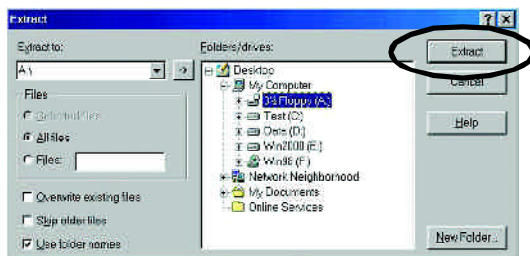 Extract
Extract to:
A:\
Files
Selected files
All files
Files:
Overwrite existing files
Skip older files
Use folder names
Folders/drives:
Desktop
My Computer
3½ Floppy (A:)
Test (C:)
Data (D:)
Win2000 (E:)
Win98 (F:)
Network Neighborhood
My Documents
Online Services
Extract
Cancel
Help
New Folder...